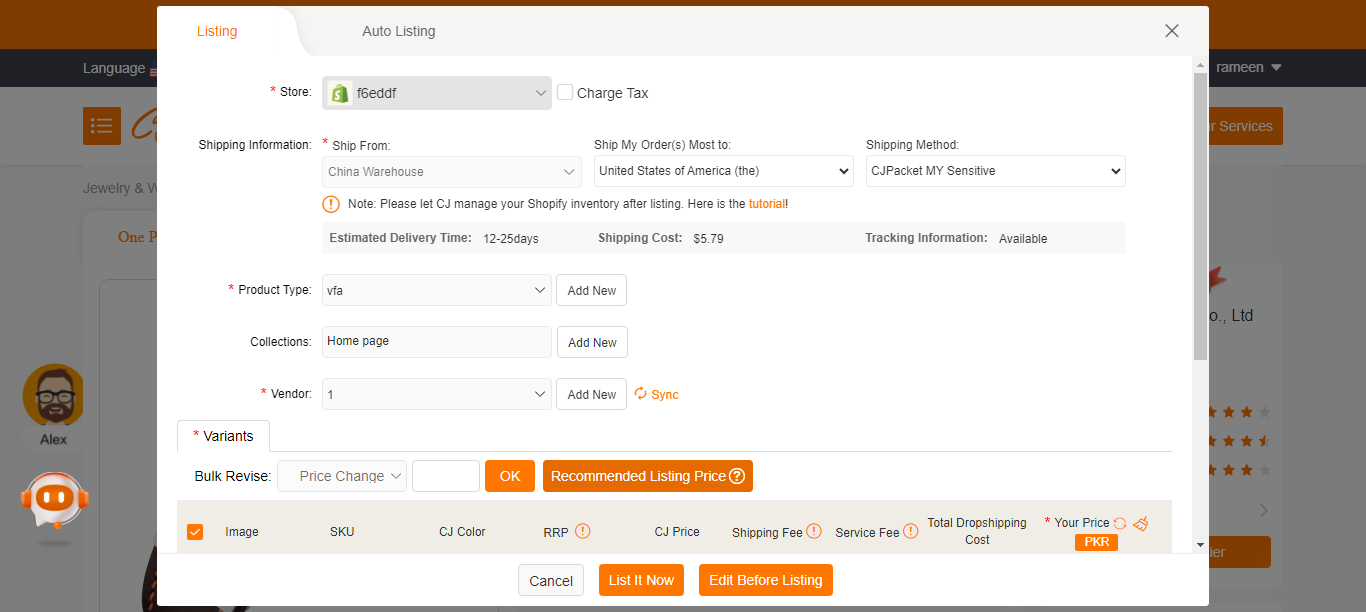 Listing
Auto Listing
Language
rameen
* Store:
f6eddf
Charge Tax
Shipping Information:
* Ship From:
Ship My Order(s) Most to:
Shipping Method:
China Warehouse
United States of America (the)
CJPacket MY Sensitive
r Services
Jewelry & W
Note: Please let CJ manage your Shopify inventory after listing. Here is the tutorial!
One P
Estimated Delivery Time: 12-25days
Shipping Cost: $5.79
Tracking Information: Available
* Product Type:
vfa
Add New
o., Ltd
Collections:
Home page
Add New
* Vendor:
1
Add New
Sync
Alex
* Variants
Bulk Revise:
Price Change
OK
Recommended Listing Price
Image
SKU
CJ Color
RRP
CJ Price
Shipping Fee
Service Fee
Total Dropshipping
Cost
* Your Price
PKR
lier
Cancel
List It Now
Edit Before Listing